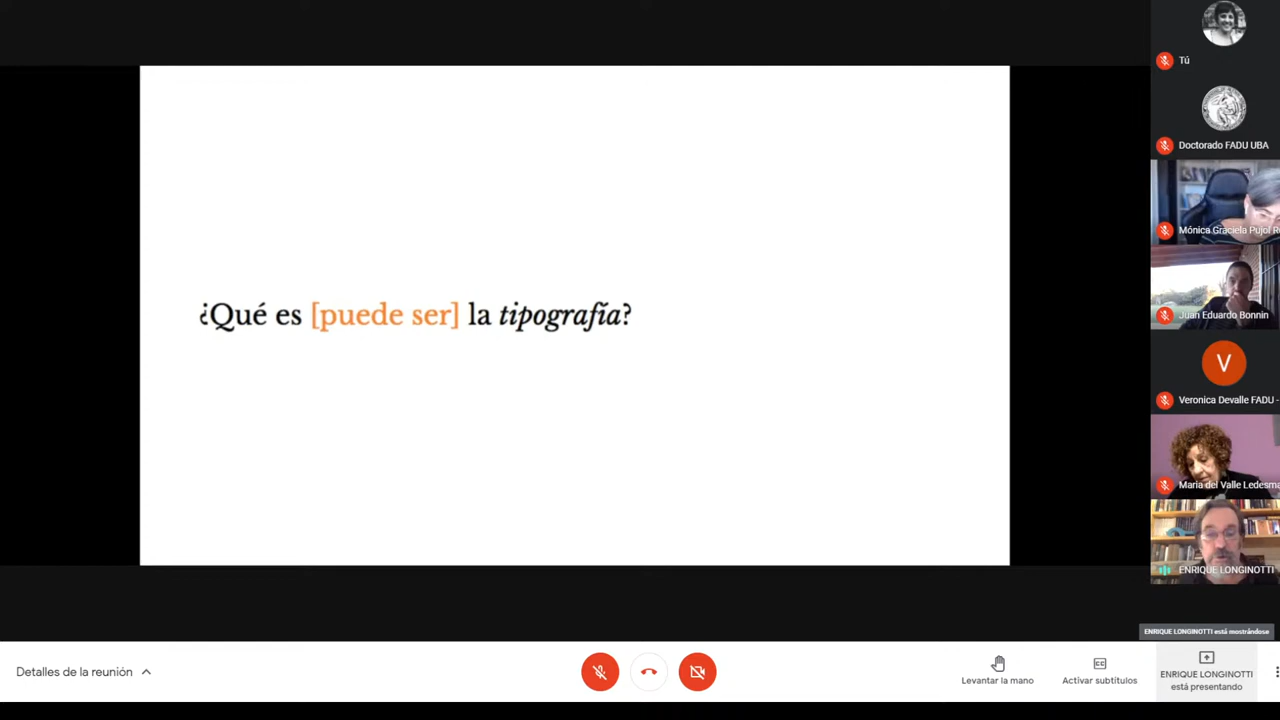 ¿Qué es [puede ser] la tipografía?
Tú
Doctorado FADU UBA
Mónica Graciela Pujol R
Juan Eduardo Bonnin
V
Veronica Devalle FADU -
Maria del Valle Ledesma
ENRIQUE LONGINOTTI
ENRIQUE LONGINOTTI está mostrándose
Detalles de la reunión
Levantar la mano
CC
Activar subtítulos
ENRIQUE LONGINOTTI
está presentando